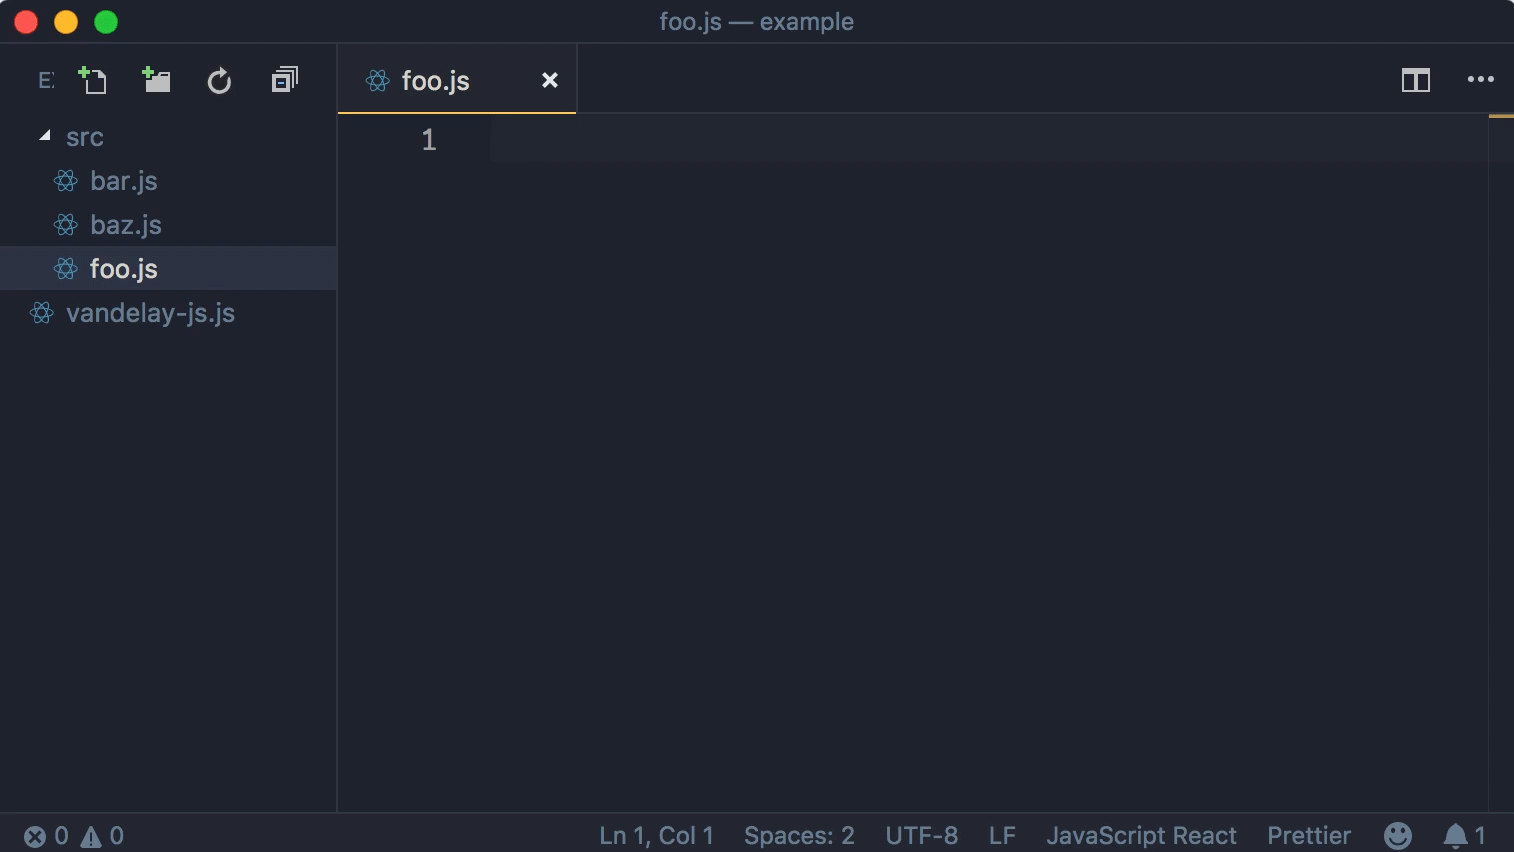 foo.js — example
foo.js
src
bar.js
baz.js
foo.js
vandelay-js.js
1
0 0 Ln 1, Col 1 Spaces: 2 UTF-8 LF JavaScript React Prettier 1